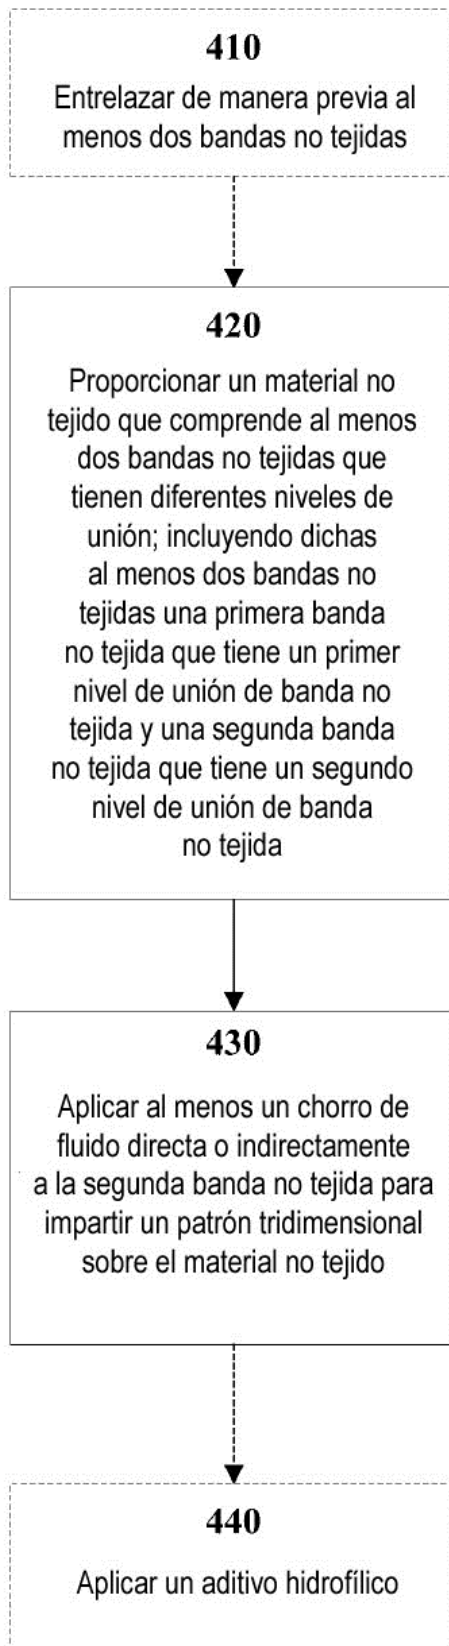 410
Entrelazar de manera previa al
menos dos bandas no tejidas
420
Proporcionar un material no
tejido que comprende al menos
dos bandas no tejidas que
tienen diferentes niveles de
unión; incluyendo dichas
al menos dos bandas no
tejidas una primera banda
no tejida que tiene un primer
nivel de unión de banda no
tejida y una segunda banda
no tejida que tiene un segundo
nivel de unión de banda
no tejida
430
Aplicar al menos un chorro de
fluido directa o indirectamente
a la segunda banda no tejida para
impartir un patrón tridimensional
sobre el material no tejido
440
Aplicar un aditivo hidrofílico